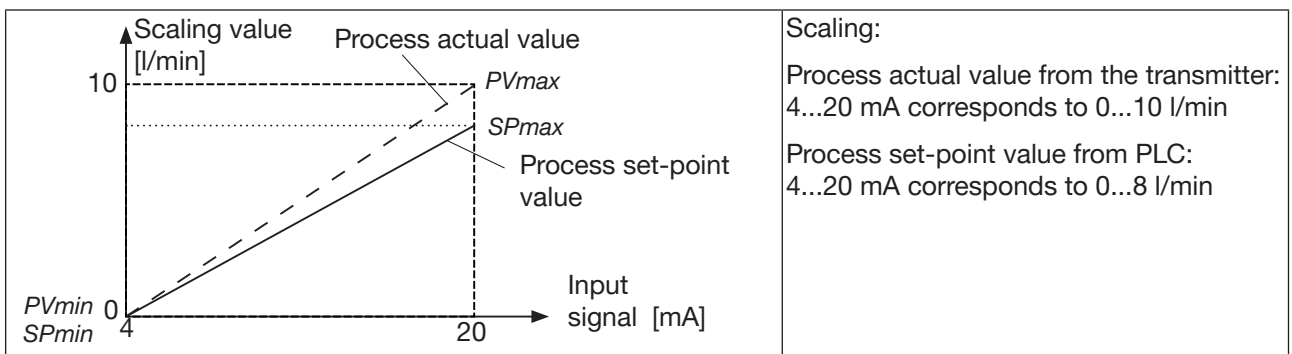 Scaling value
[l/min]
Process actual value
10
PVmax
SPmax
Process set-point
value
Input
signal [mA]
PVmin 0
SPmin 4
20
Scaling:
Process actual value from the transmitter:
4...20 mA corresponds to 0...10 l/min
Process set-point value from PLC:
4...20 mA corresponds to 0...8 l/min